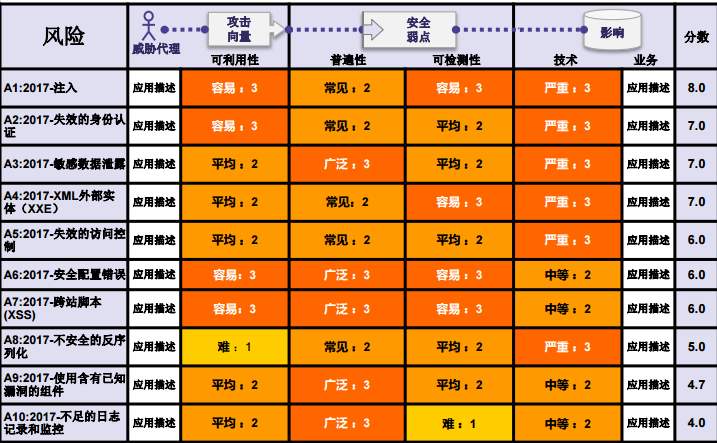 风险
威胁代理
攻击
向量
安全
弱点
影响
分数
可利用性
普遍性
可检测性
技术
业务
A1:2017-注入
应用描述
容易：3
常见：2
容易：3
严重：3
应用描述
8.0
A2:2017-失效的身份认
证
应用描述
容易：3
常见：2
平均：2
严重：3
应用描述
7.0
A3:2017-敏感数据泄露
应用描述
平均：2
广泛：3
平均：2
严重：3
应用描述
7.0
A4:2017-XML外部实
体（XXE）
应用描述
平均：2
常见：2
容易：3
严重：3
应用描述
7.0
A5:2017-失效的访问控
制
应用描述
平均：2
常见：2
平均：2
严重：3
应用描述
6.0
A6:2017-安全配置错误
应用描述
容易：3
广泛：3
容易：3
中等：2
应用描述
6.0
A7:2017-跨站脚本
(XSS)
应用描述
容易：3
广泛：3
容易：3
中等：2
应用描述
6.0
A8:2017-不安全的反序
列化
应用描述
难：1
常见：2
平均：2
严重：3
应用描述
5.0
A9:2017-使用含有已知
漏洞的组件
应用描述
平均：2
广泛：3
平均：2
中等：2
应用描述
4.7
A10:2017-不足的日志
记录和监控
应用描述
平均：2
广泛：3
难：1
中等：2
应用描述
4.0